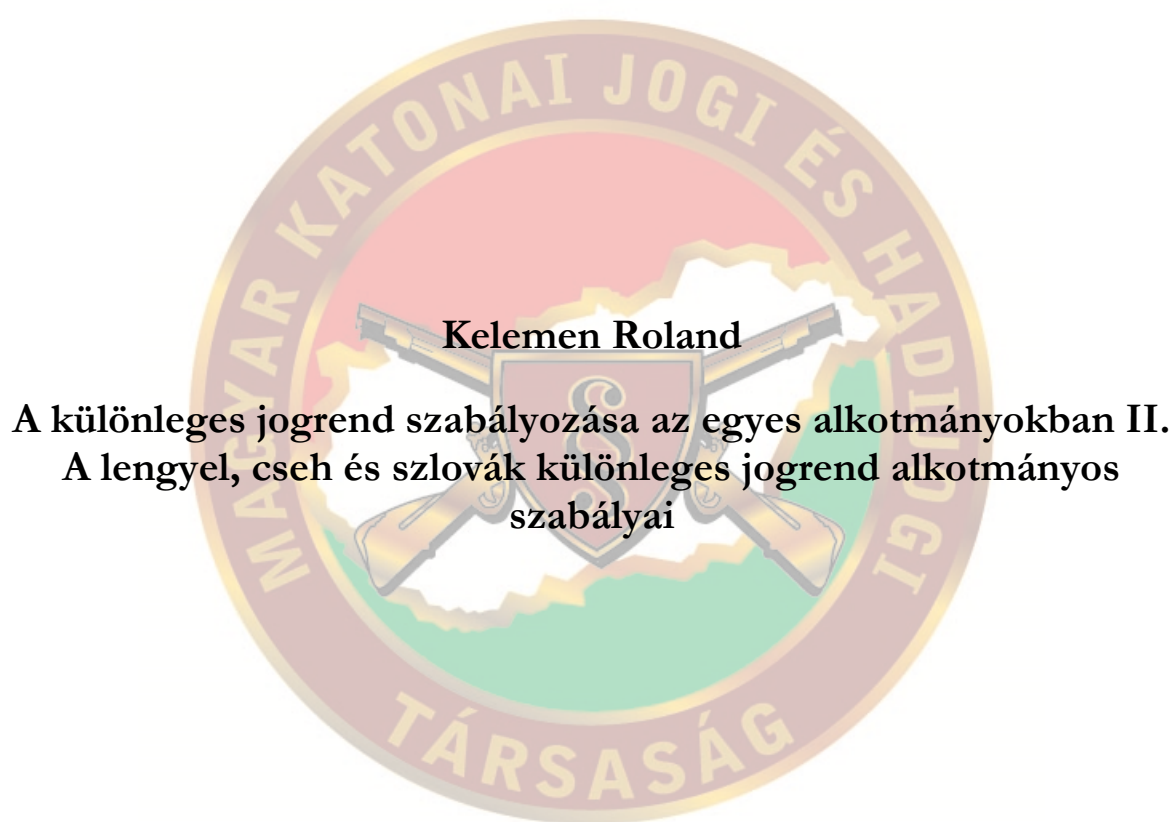 MAGYAR KATONAI JOGI ÉS HADIJOGI
Kelemen Roland
§
A különleges jogrend szabályozása az egyes alkotmányokban II.
A lengyel, cseh és szlovák különleges jogrend alkotmányos
szabályai
TÁRSASÁG